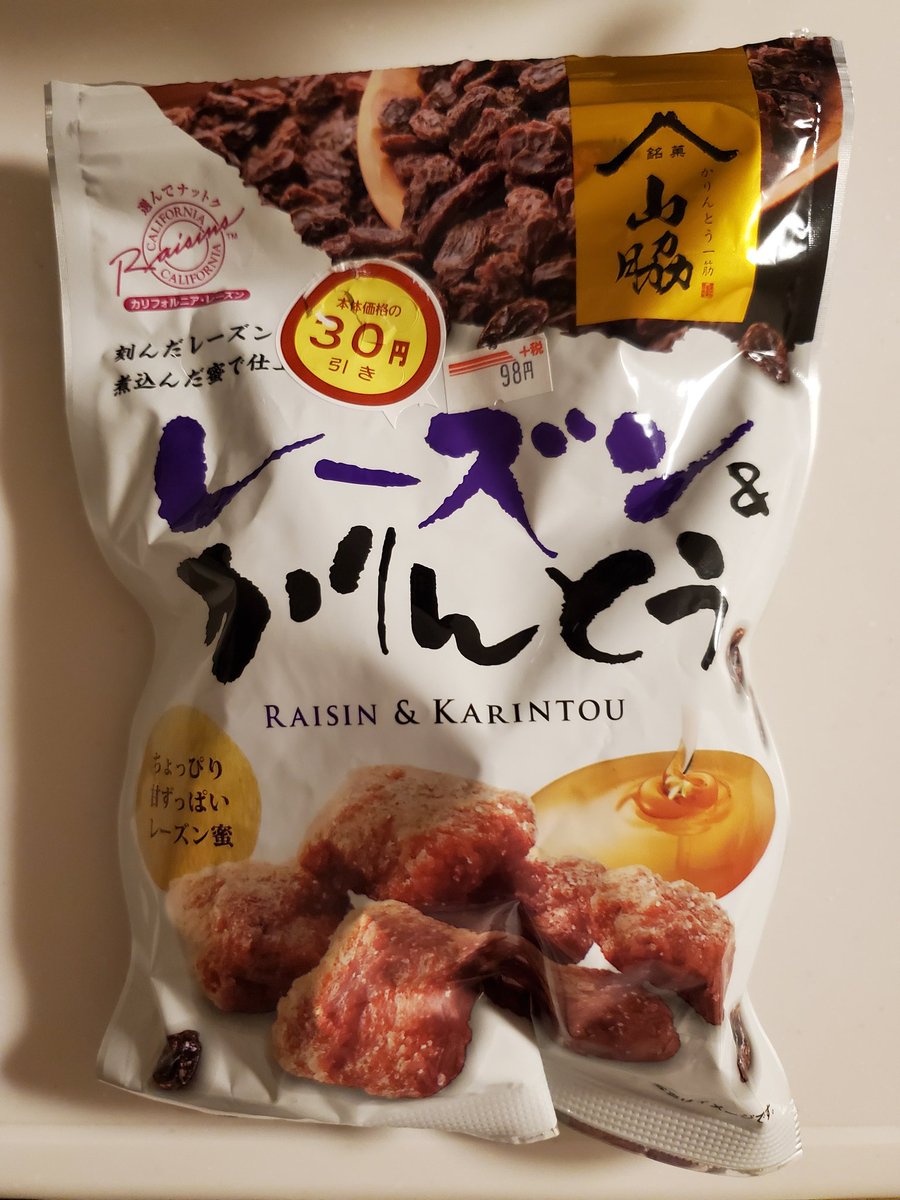 銘菓
山脇
かりんとう一筋
選んでナットク
CALIFORNIA
Raisins™
CALIFORNIA
カリフォルニア・レーズン
本体価格の
30円
引き
+税
98円
刻んだレーズン
煮込んだ蜜で仕
レーズン&
かりんとう
RAISIN & KARINTOU
ちょっぴり
甘ずっぱい
レーズン蜜